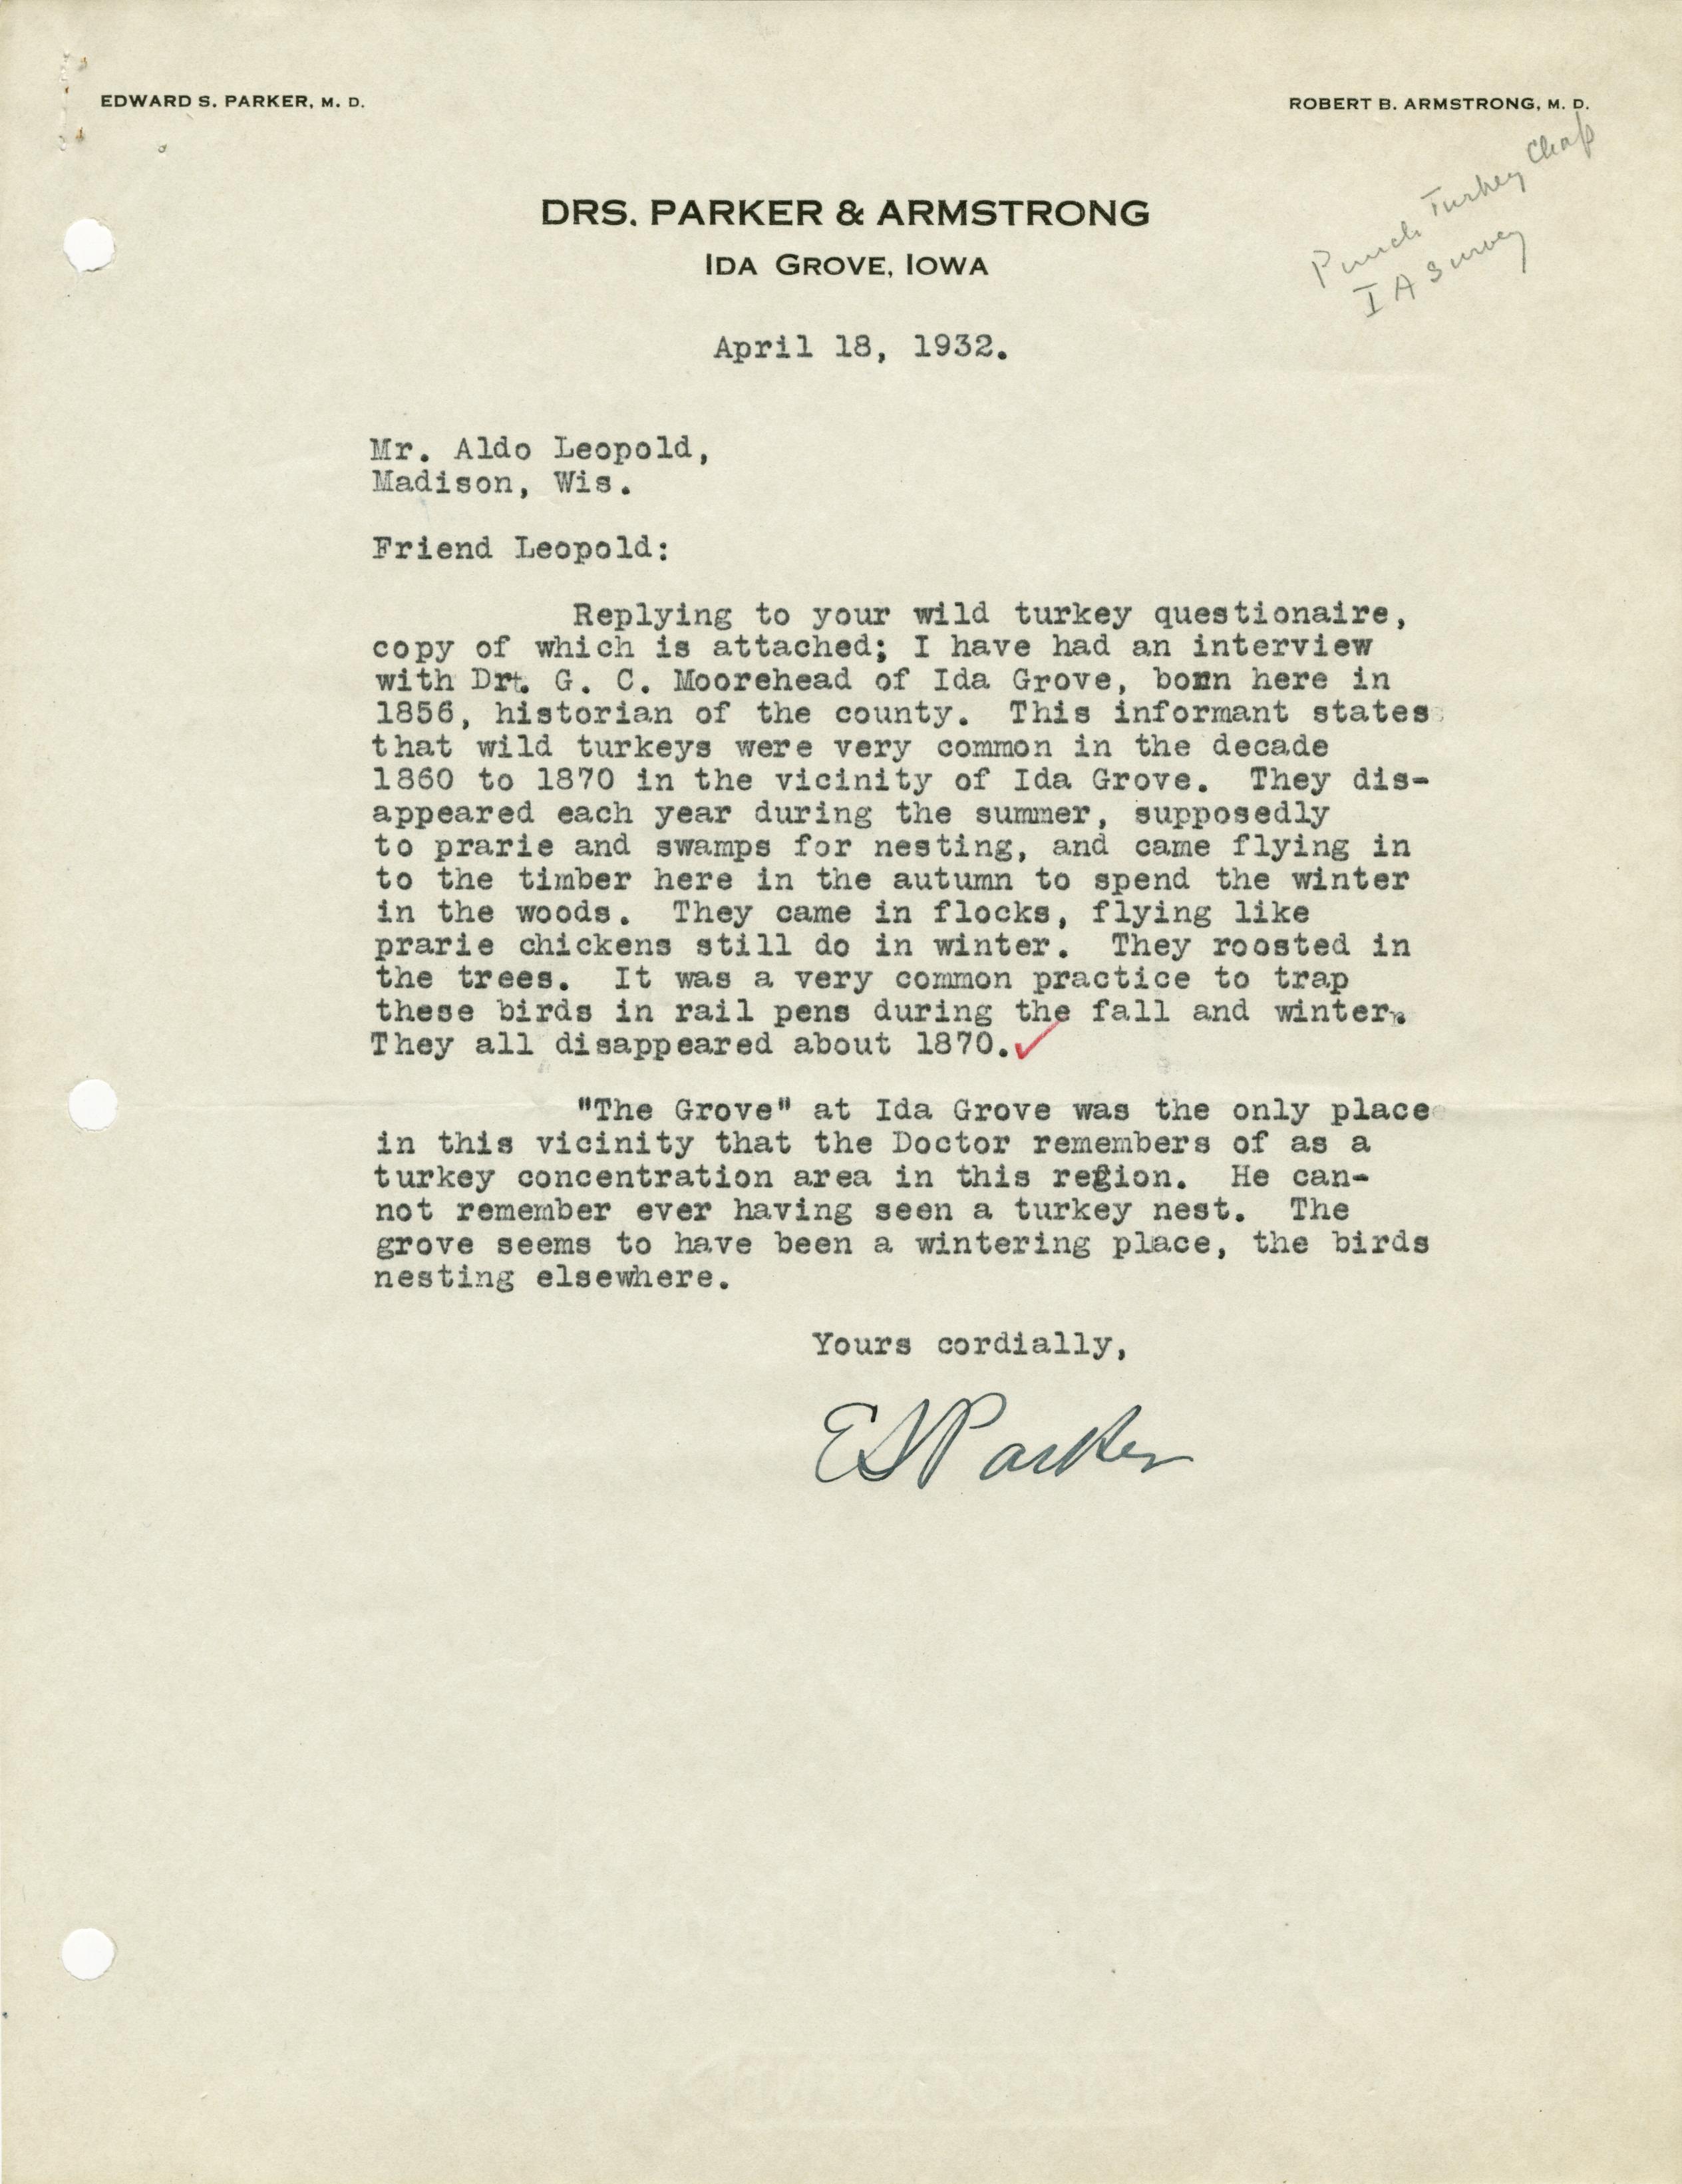 EDWARD S. PARKER, M. D.
ROBERT B. ARMSTRONG, M. D.
Punch Turkey Chap
IA Survey
DRS. PARKER & ARMSTRONG
IDA GROVE, IOWA
April 18, 1932.
Mr. Aldo Leopold,
Madison, Wis.
Friend Leopold:
Replying to your wild turkey questionaire,
copy of which is attached; I have had an interview
with Dr. G. C. Moorehead of Ida Grove, born here in
1856, historian of the county. This informant states
that wild turkeys were very common in the decade
1860 to 1870 in the vicinity of Ida Grove. They dis-
appeared each year during the summer, supposedly
to prarie and swamps for nesting, and came flying in
to the timber here in the autumn to spend the winter
in the woods. They came in flocks, flying like
prarie chickens still do in winter. They roosted in
the trees. It was a very common practice to trap
these birds in rail pens during the fall and winter.
They all disappeared about 1870.✓
"The Grove" at Ida Grove was the only place
in this vicinity that the Doctor remembers of as a
turkey concentration area in this region. He can-
not remember ever having seen a turkey nest. The
grove seems to have been a wintering place, the birds
nesting elsewhere.
Yours cordially,
ES Parker